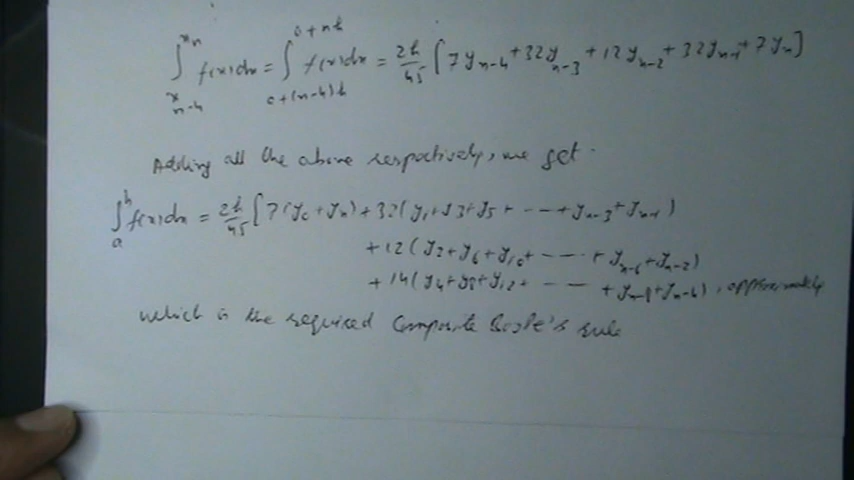 ∫_{x_{n-4}}^{x_n} f(x)dx = ∫_{a+(n-4)h}^{a+nh} f(x)dx = 2h/45 [7y_{n-4} + 32y_{n-3} + 12y_{n-2} + 32y_{n-1} + 7y_n]
Adding all the above respectively, we get.
∫_a^b f(x)dx = 2h/45 [7(y_0 + y_n) + 32(y_1 + y_3 + y_5 + ---- + y_{n-3} + y_{n-1})
+ 12(y_2 + y_6 + y_{10} + ---- + y_{n-6} + y_{n-2})
+ 14(y_4 + y_8 + y_{12} + ---- + y_{n-8} + y_{n-4}), approximately
which is the required Composite Boole's rule